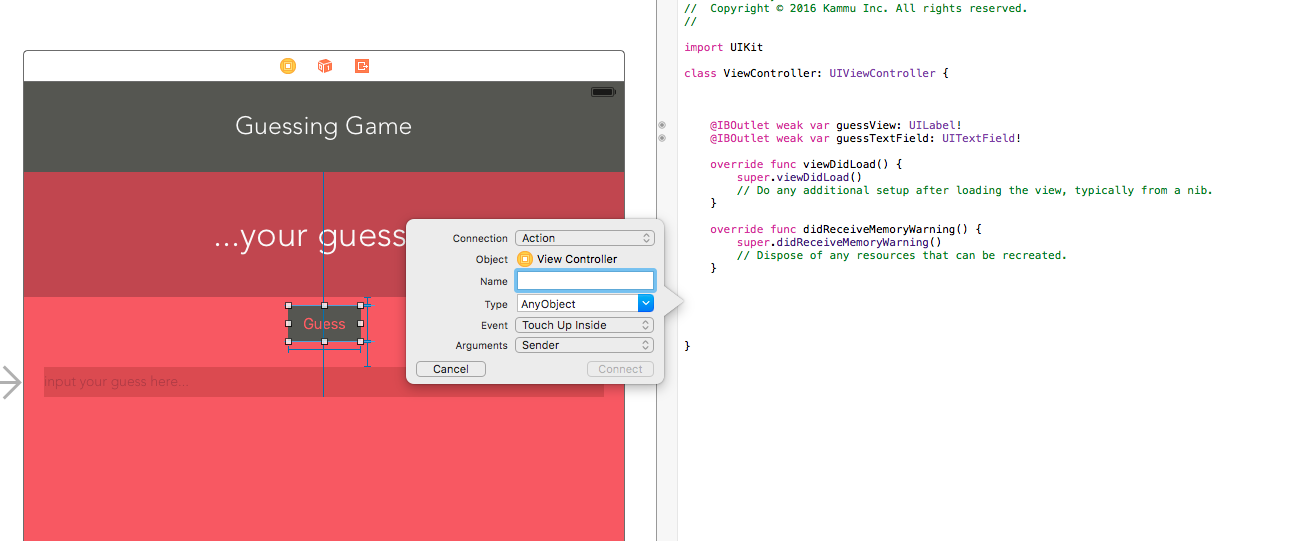 Guessing Game
...your guess
Guess
input your guess here...
Connection Action
Object View Controller
Name
Type AnyObject
Event Touch Up Inside
Arguments Sender
Cancel Connect
//  Copyright © 2016 Kammu Inc. All rights reserved.
//
import UIKit
class ViewController: UIViewController {
@IBOutlet weak var guessView: UILabel!
@IBOutlet weak var guessTextField: UITextField!
override func viewDidLoad() {
super.viewDidLoad()
// Do any additional setup after loading the view, typically from a nib.
}
override func didReceiveMemoryWarning() {
super.didReceiveMemoryWarning()
// Dispose of any resources that can be recreated.
}
}